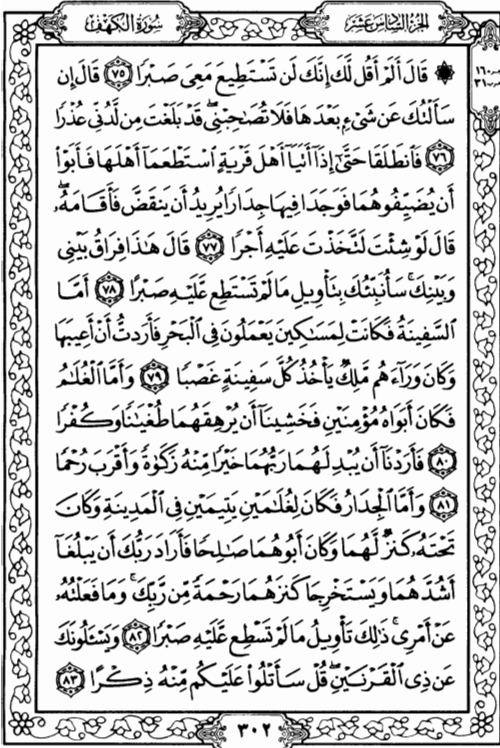 الجزء السادس عشر
سورة الكهف
۞ قَالَ أَلَمْ أَقُل لَّكَ إِنَّكَ لَن تَسْتَطِيعَ مَعِيَ صَبْرًا ٧٥ قَالَ إِن
سَأَلْتُكَ عَن شَيْءٍ بَعْدَهَا فَلَا تُصَٰحِبْنِي ۖ قَدْ بَلَغْتَ مِن لَّدُنِّي عُذْرًا
٧٦ فَٱنطَلَقَا حَتَّىٰٓ إِذَآ أَتَيَآ أَهْلَ قَرْيَةٍ ٱسْتَطْعَمَآ أَهْلَهَا فَأَبَوْا۟
أَن يُضَيِّفُوهُمَا فَوَجَدَا فِيهَا جِدَارًا يُرِيدُ أَن يَنقَضَّ فَأَقَامَهُۥ ۖ
قَالَ لَوْ شِئْتَ لَتَّخَذْتَ عَلَيْهِ أَجْرًا ٧٧ قَالَ هَٰذَا فِرَاقُ بَيْنِي
وَبَيْنِكَ ۚ سَأُنَبِّئُكَ بِتَأْوِيلِ مَا لَمْ تَسْتَطِع عَّلَيْهِ صَبْرًا ٧٨ أَمَّا
ٱلسَّفِينَةُ فَكَانَتْ لِمَسَٰكِينَ يَعْمَلُونَ فِي ٱلْبَحْرِ فَأَرَدتُّ أَنْ أَعِيبَهَا
وَكَانَ وَرَآءَهُم مَّلِكٌ يَأْخُذُ كُلَّ سَفِينَةٍ غَصْبًا ٧٩ وَأَمَّا ٱلْغُلَٰمُ
فَكَانَ أَبَوَاهُ مُؤْمِنَيْنِ فَخَشِينَآ أَن يُرْهِقَهُمَا طُغْيَٰنًا وَكُفْرًا
٨٠ فَأَرَدْنَآ أَن يُبْدِلَهُمَا رَبُّهُمَا خَيْرًا مِّنْهُ زَكَوٰةً وَأَقْرَبَ رُحْمًا
٨١ وَأَمَّا ٱلْجِدَارُ فَكَانَ لِغُلَٰمَيْنِ يَتِيمَيْنِ فِي ٱلْمَدِينَةِ وَكَانَ
تَحْتَهُۥ كَنزٌ لَّهُمَا وَكَانَ أَبُوهُمَا صَٰلِحًا فَأَرَادَ رَبُّكَ أَن يَبْلُغَآ
أَشُدَّهُمَا وَيَسْتَخْرِجَا كَنزَهُمَا رَحْمَةً مِّن رَّبِّكَ ۚ وَمَا فَعَلْتُهُۥ
عَنْ أَمْرِي ۚ ذَٰلِكَ تَأْوِيلُ مَا لَمْ تَسْطِع عَّلَيْهِ صَبْرًا ٨٢ وَيَسْـَٔلُونَكَ
عَن ذِي ٱلْقَرْنَيْنِ ۖ قُلْ سَأَتْلُوا۟ عَلَيْكُم مِّنْهُ ذِكْرًا ٨٣
٣٠٢